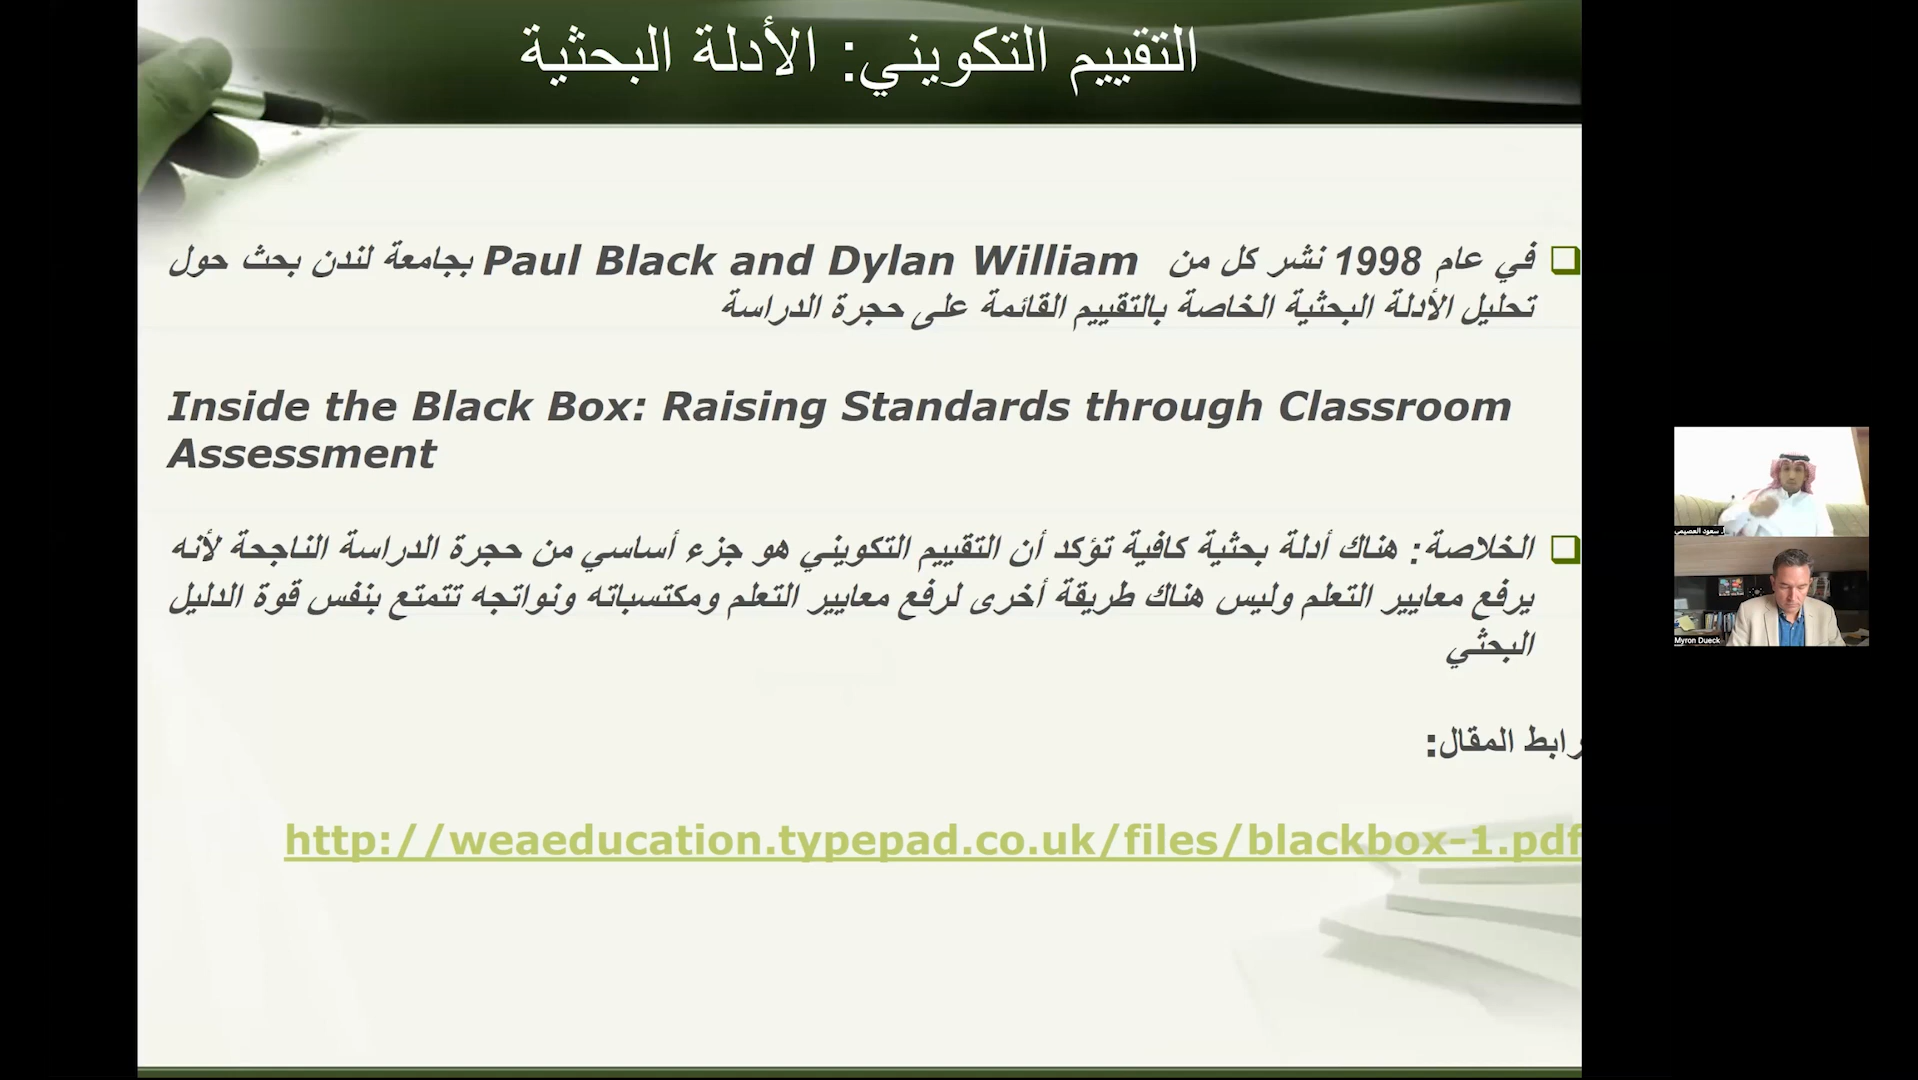 التقييم التكويني: الأدلة البحثية
في عام 1998 نشر كل من Paul Black and Dylan William بجامعة لندن بحث حول
تحليل الأدلة البحثية الخاصة بالتقييم القائمة على حجرة الدراسة
Inside the Black Box: Raising Standards through Classroom
Assessment
الخلاصة: هناك أدلة بحثية كافية تؤكد أن التقييم التكويني هو جزء أساسي من حجرة الدراسة الناجحة لأنه
يرفع معايير التعلم وليس هناك طريقة أخرى لرفع معايير التعلم ومكتسباته ونواتجه تتمتع بنفس قوة الدليل
البحثي
رابط المقال:
http://weaeducation.typepad.co.uk/files/blackbox-1.pdf
سعود العصيمي
Myron Dueck